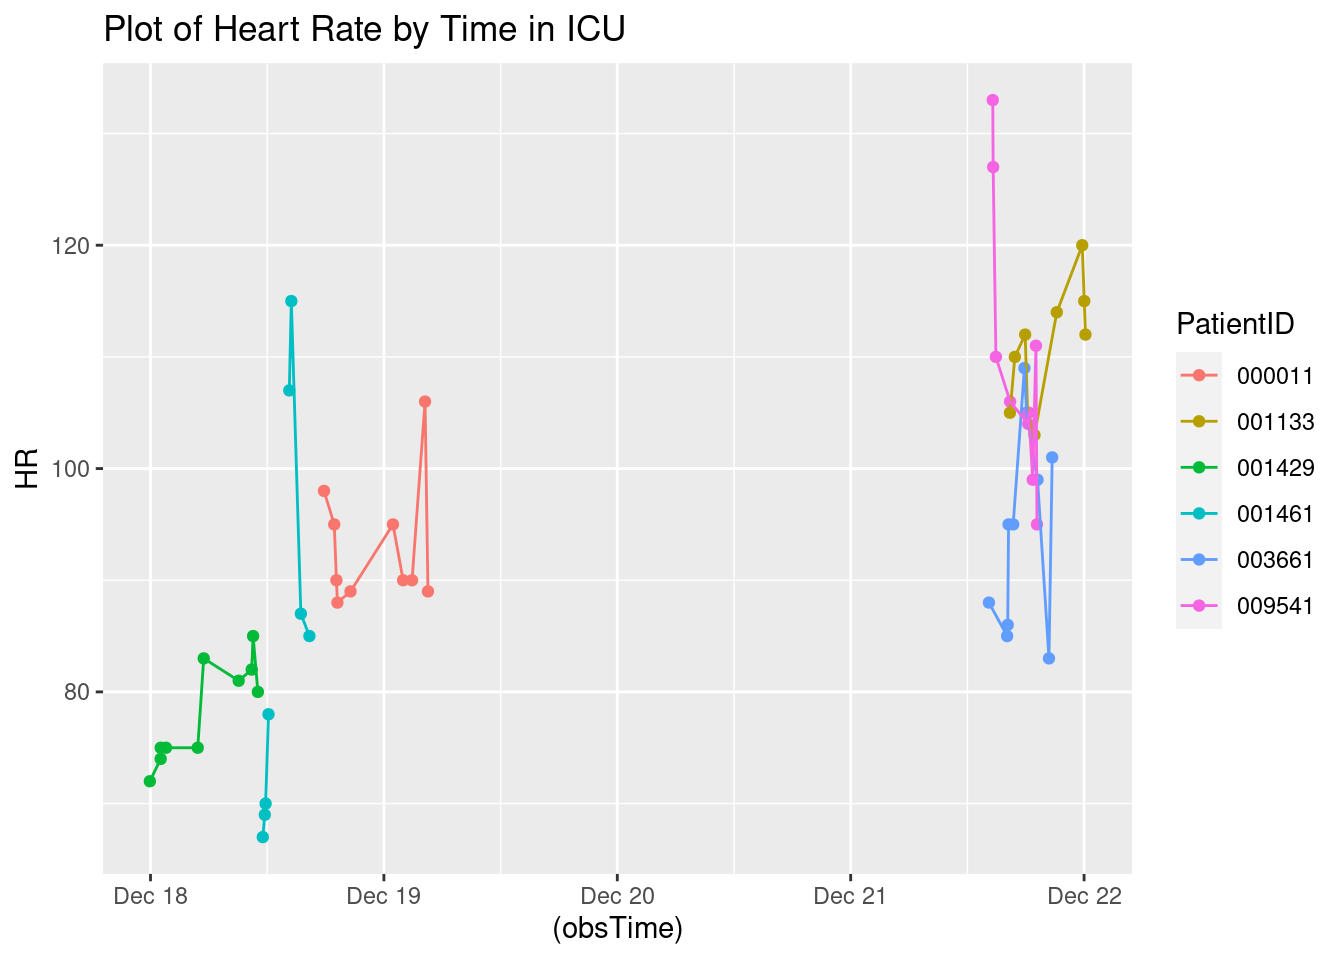 Plot of Heart Rate by Time in ICU
HR
120
100
80
Dec 18
Dec 19
Dec 20
Dec 21
Dec 22
(obsTime)
PatientID
000011
001133
001429
001461
003661
009541